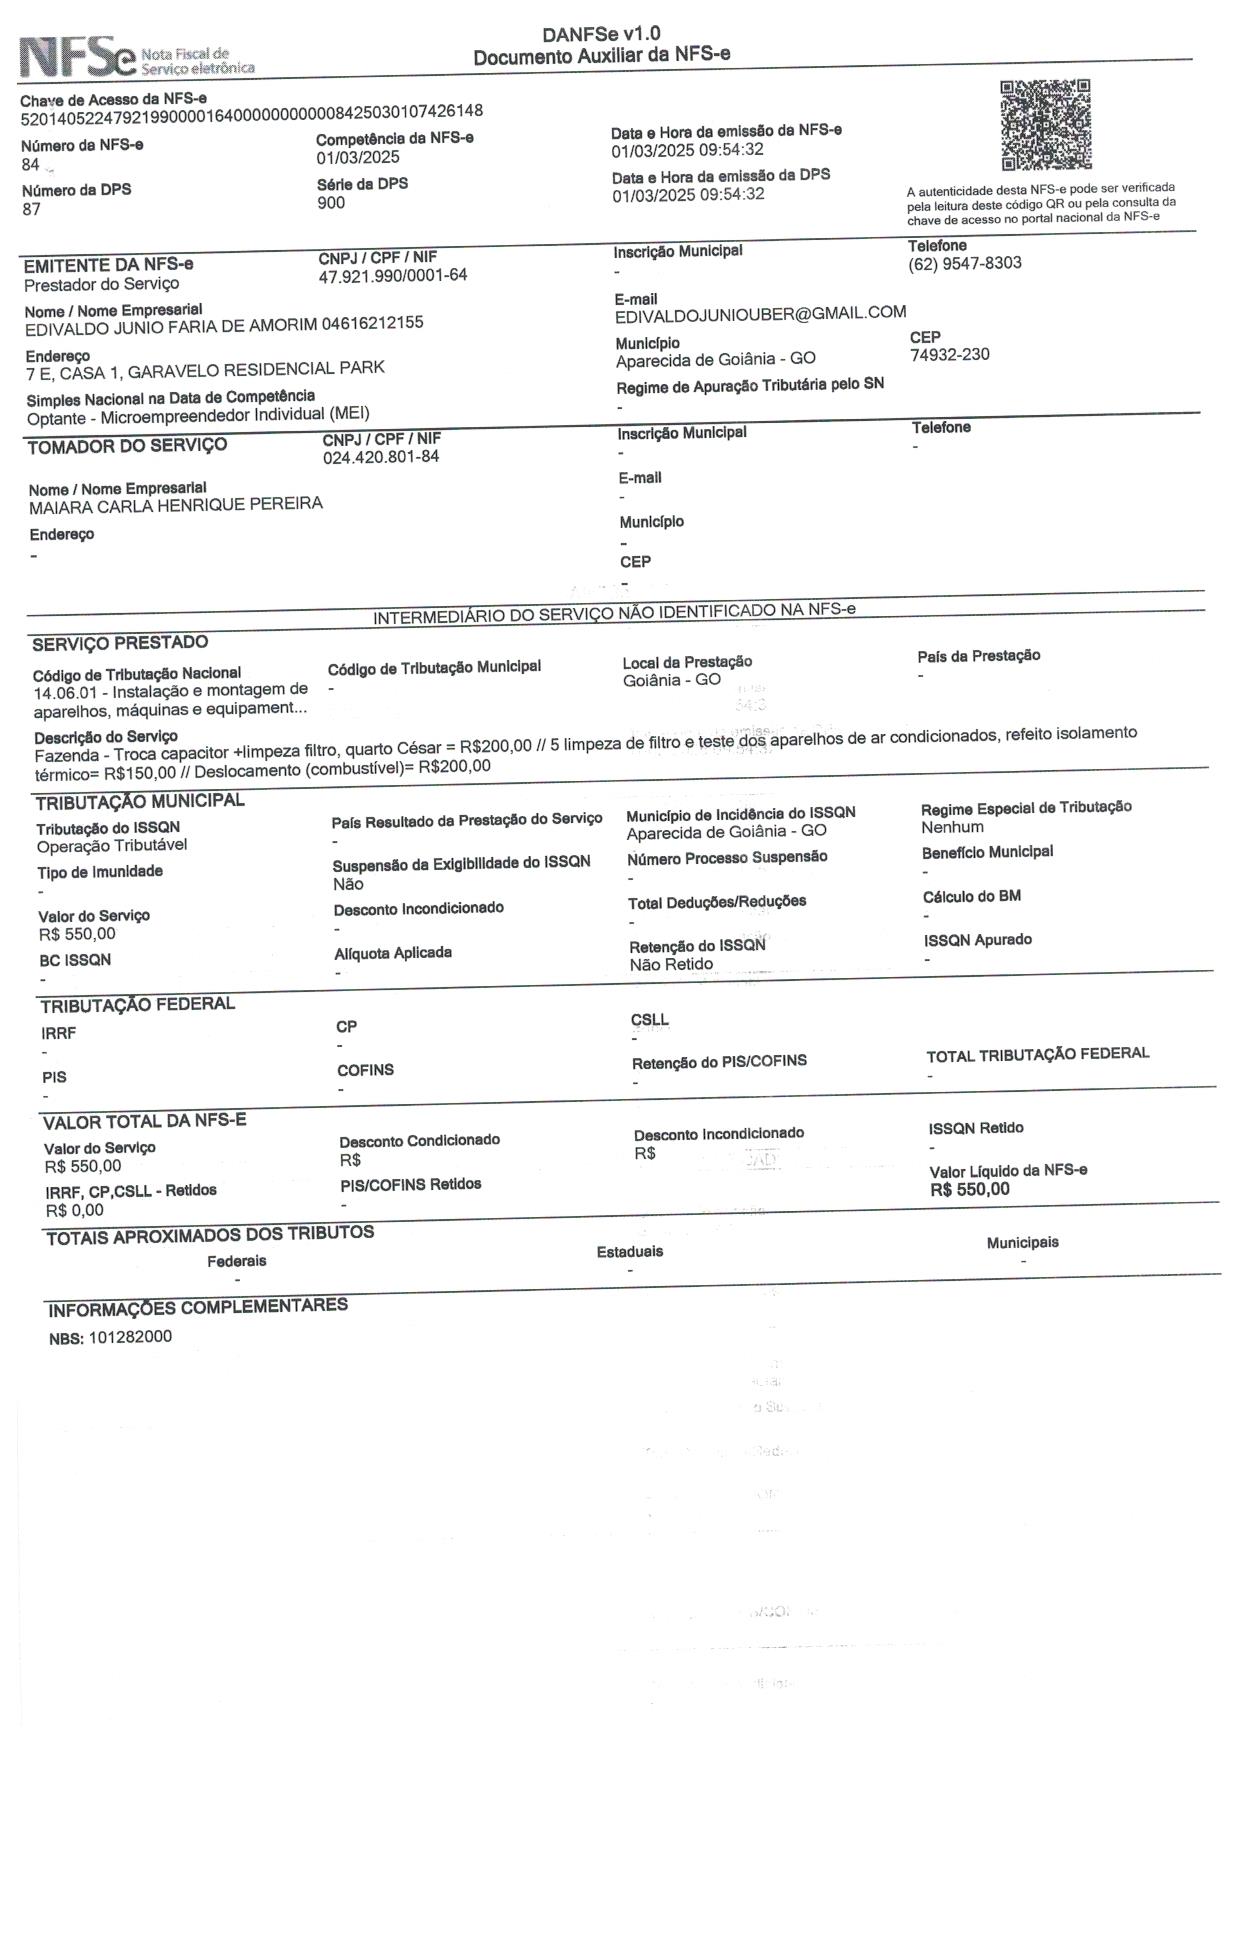 DANFSe v1.0
Documento Auxiliar da NFS-e
NFSe Nota Fiscal de
Serviço eletrônica
Chave de Acesso da NFS-e
52014052247921990000164000000000008425030107426148
Número da NFS-e
84
Competência da NFS-e
01/03/2025
Data e Hora da emissão da NFS-e
01/03/2025 09:54:32
Número da DPS
87
Série da DPS
900
Data e Hora da emissão da DPS
01/03/2025 09:54:32
A autenticidade desta NFS-e pode ser verificada
pela leitura deste código QR ou pela consulta da
chave de acesso no portal nacional da NFS-e
EMITENTE DA NFS-e
Prestador do Serviço
CNPJ / CPF / NIF
47.921.990/0001-64
Inscrição Municipal
-
Telefone
(62) 9547-8303
Nome / Nome Empresarial
EDIVALDO JUNIO FARIA DE AMORIM 04616212155
E-mail
EDIVALDOJUNIOUBER@GMAIL.COM
Endereço
7 E, CASA 1, GARAVELO RESIDENCIAL PARK
Município
Aparecida de Goiânia - GO
CEP
74932-230
Simples Nacional na Data de Competência
Optante - Microempreendedor Individual (MEI)
Regime de Apuração Tributária pelo SN
-
TOMADOR DO SERVIÇO
CNPJ / CPF / NIF
024.420.801-84
Inscrição Municipal
-
Telefone
-
Nome / Nome Empresarial
MAIARA CARLA HENRIQUE PEREIRA
E-mail
-
Endereço
-
Município
-
CEP
-
INTERMEDIÁRIO DO SERVIÇO NÃO IDENTIFICADO NA NFS-e
SERVIÇO PRESTADO
Código de Tributação Nacional
14.06.01 - Instalação e montagem de
aparelhos, máquinas e equipament...
Código de Tributação Municipal
-
Local da Prestação
Goiânia - GO
País da Prestação
-
Descrição do Serviço
Fazenda - Troca capacitor +limpeza filtro, quarto César = R$200,00 // 5 limpeza de filtro e teste dos aparelhos de ar condicionados, refeito isolamento
térmico= R$150,00 // Deslocamento (combustível)= R$200,00
TRIBUTAÇÃO MUNICIPAL
Tributação do ISSQN
Operação Tributável
País Resultado da Prestação do Serviço
-
Município de Incidência do ISSQN
Aparecida de Goiânia - GO
Regime Especial de Tributação
Nenhum
Tipo de Imunidade
-
Suspensão da Exigibilidade do ISSQN
Não
Número Processo Suspensão
-
Benefício Municipal
-
Valor do Serviço
R$ 550,00
Desconto Incondicionado
-
Total Deduções/Reduções
-
Cálculo do BM
-
BC ISSQN
-
Alíquota Aplicada
-
Retenção do ISSQN
Não Retido
ISSQN Apurado
-
TRIBUTAÇÃO FEDERAL
IRRF
-
CP
-
CSLL
-
PIS
-
COFINS
-
Retenção do PIS/COFINS
-
TOTAL TRIBUTAÇÃO FEDERAL
-
VALOR TOTAL DA NFS-E
Valor do Serviço
R$ 550,00
Desconto Condicionado
R$
Desconto Incondicionado
R$
ISSQN Retido
-
IRRF, CP,CSLL - Retidos
R$ 0,00
PIS/COFINS Retidos
-
Valor Líquido da NFS-e
R$ 550,00
TOTAIS APROXIMADOS DOS TRIBUTOS
Federais
-
Estaduais
-
Municipais
-
INFORMAÇÕES COMPLEMENTARES
NBS: 101282000